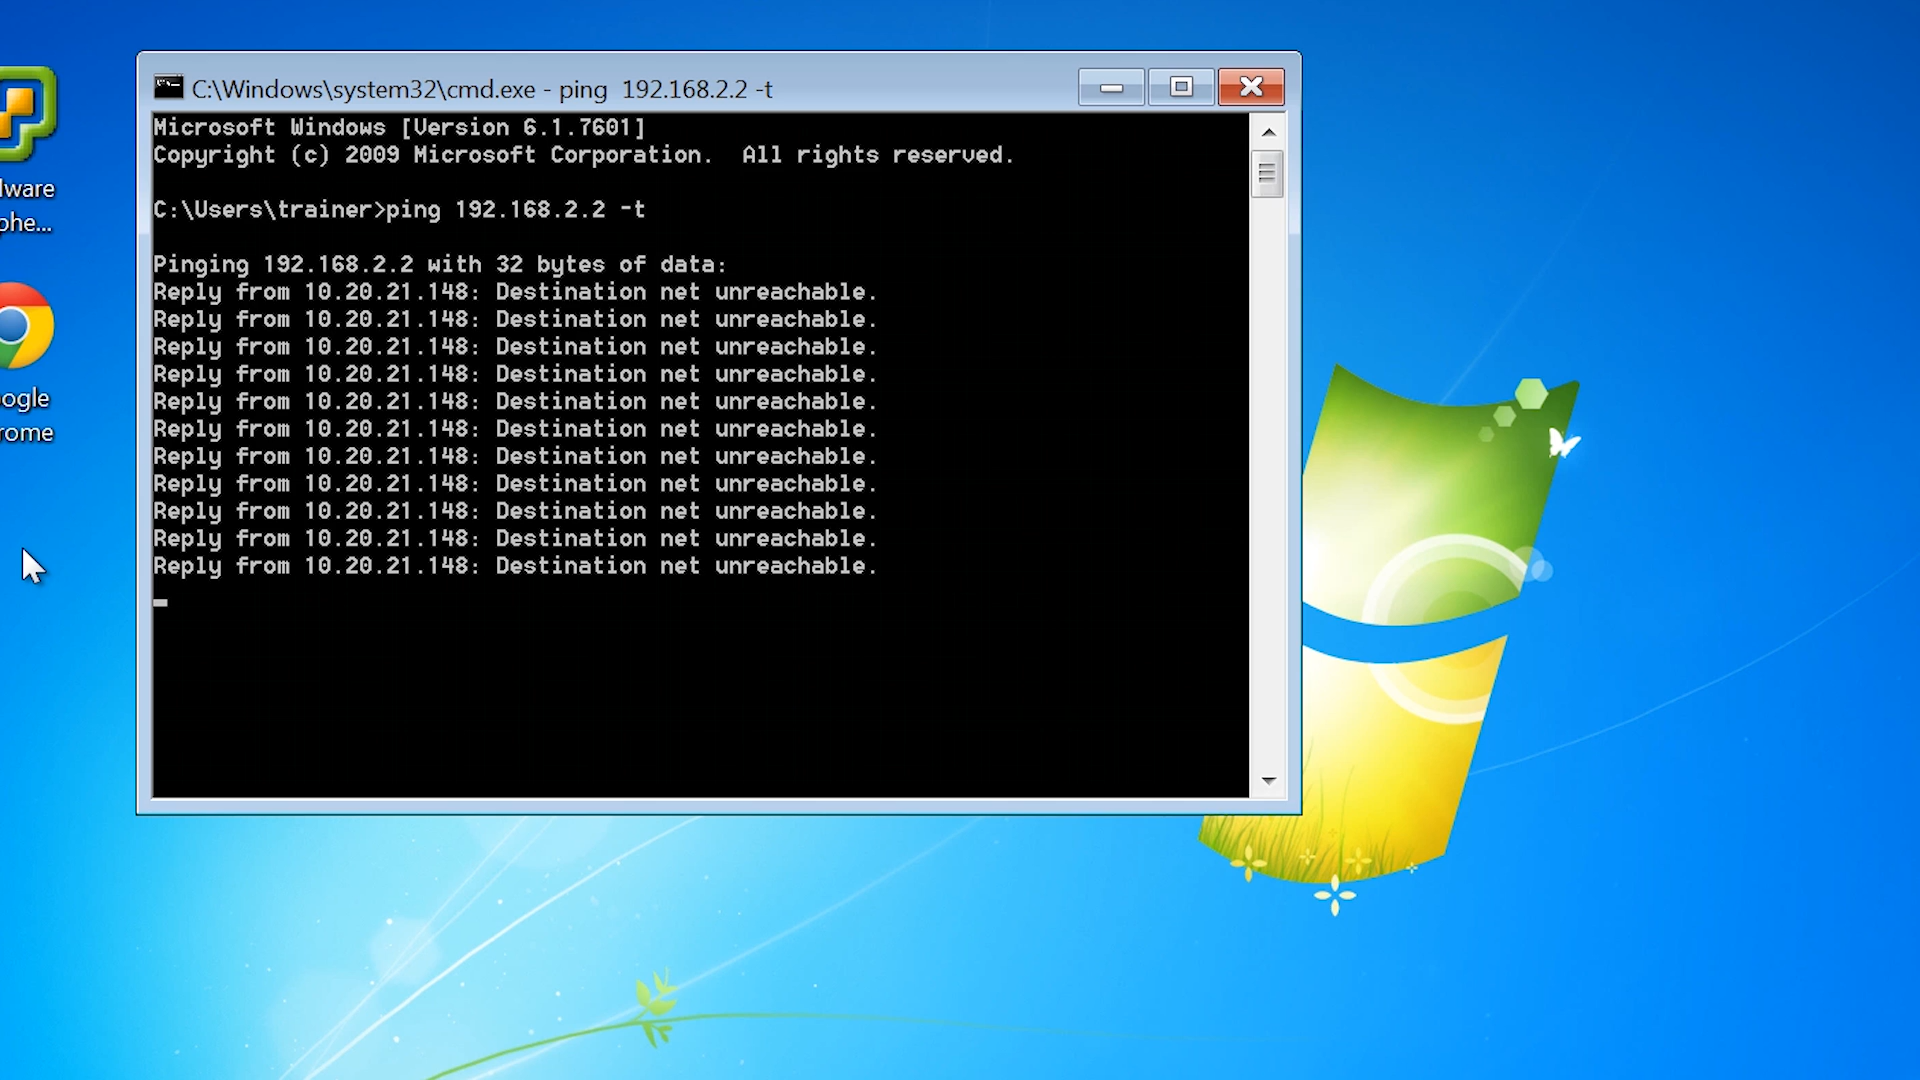 C:\Windows\system32\cmd.exe - ping  192.168.2.2 -t
Microsoft Windows [Version 6.1.7601]
Copyright (c) 2009 Microsoft Corporation.  All rights reserved.
C:\Users\trainer>ping 192.168.2.2 -t
Pinging 192.168.2.2 with 32 bytes of data:
Reply from 10.20.21.148: Destination net unreachable.
Reply from 10.20.21.148: Destination net unreachable.
Reply from 10.20.21.148: Destination net unreachable.
Reply from 10.20.21.148: Destination net unreachable.
Reply from 10.20.21.148: Destination net unreachable.
Reply from 10.20.21.148: Destination net unreachable.
Reply from 10.20.21.148: Destination net unreachable.
Reply from 10.20.21.148: Destination net unreachable.
Reply from 10.20.21.148: Destination net unreachable.
Reply from 10.20.21.148: Destination net unreachable.
Reply from 10.20.21.148: Destination net unreachable.
lware
phe...
ogle
rome